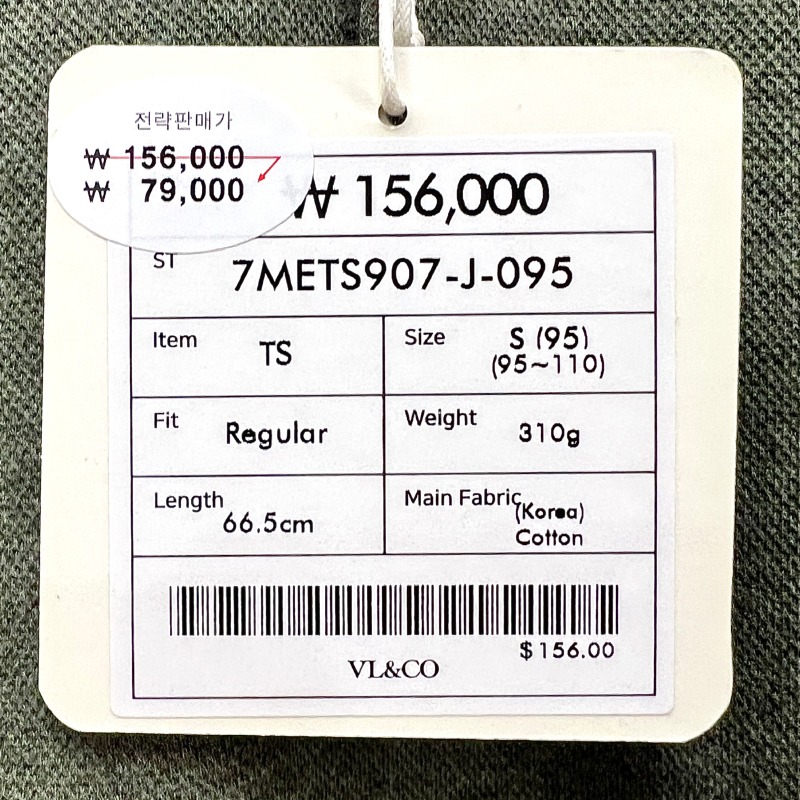 전략판매가
₩ 156,000
₩ 79,000
₩ 156,000
ST
7METS907-J-095
Item
TS
Size
S (95)
(95~110)
Fit
Regular
Weight
310g
Length
66.5cm
Main Fabric
(Korea)
Cotton
$156.00
VL&CO